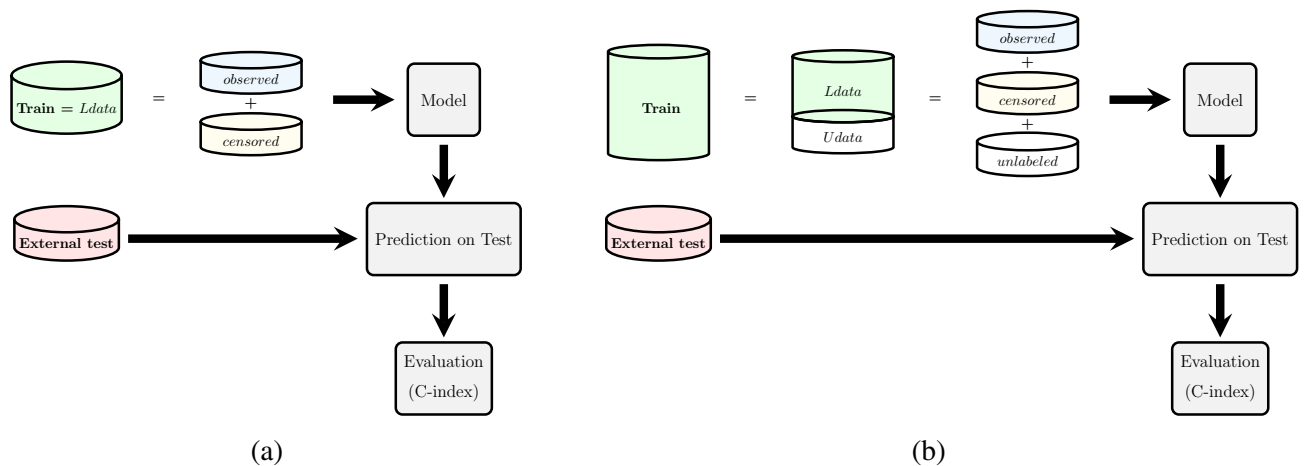 Train = Ldata
=
observed
+
censored
Model
External test
Prediction on Test
Evaluation
(C-index)
(a)
Train
=
Ldata
Udata
=
observed
+
censored
+
unlabeled
Model
External test
Prediction on Test
Evaluation
(C-index)
(b)